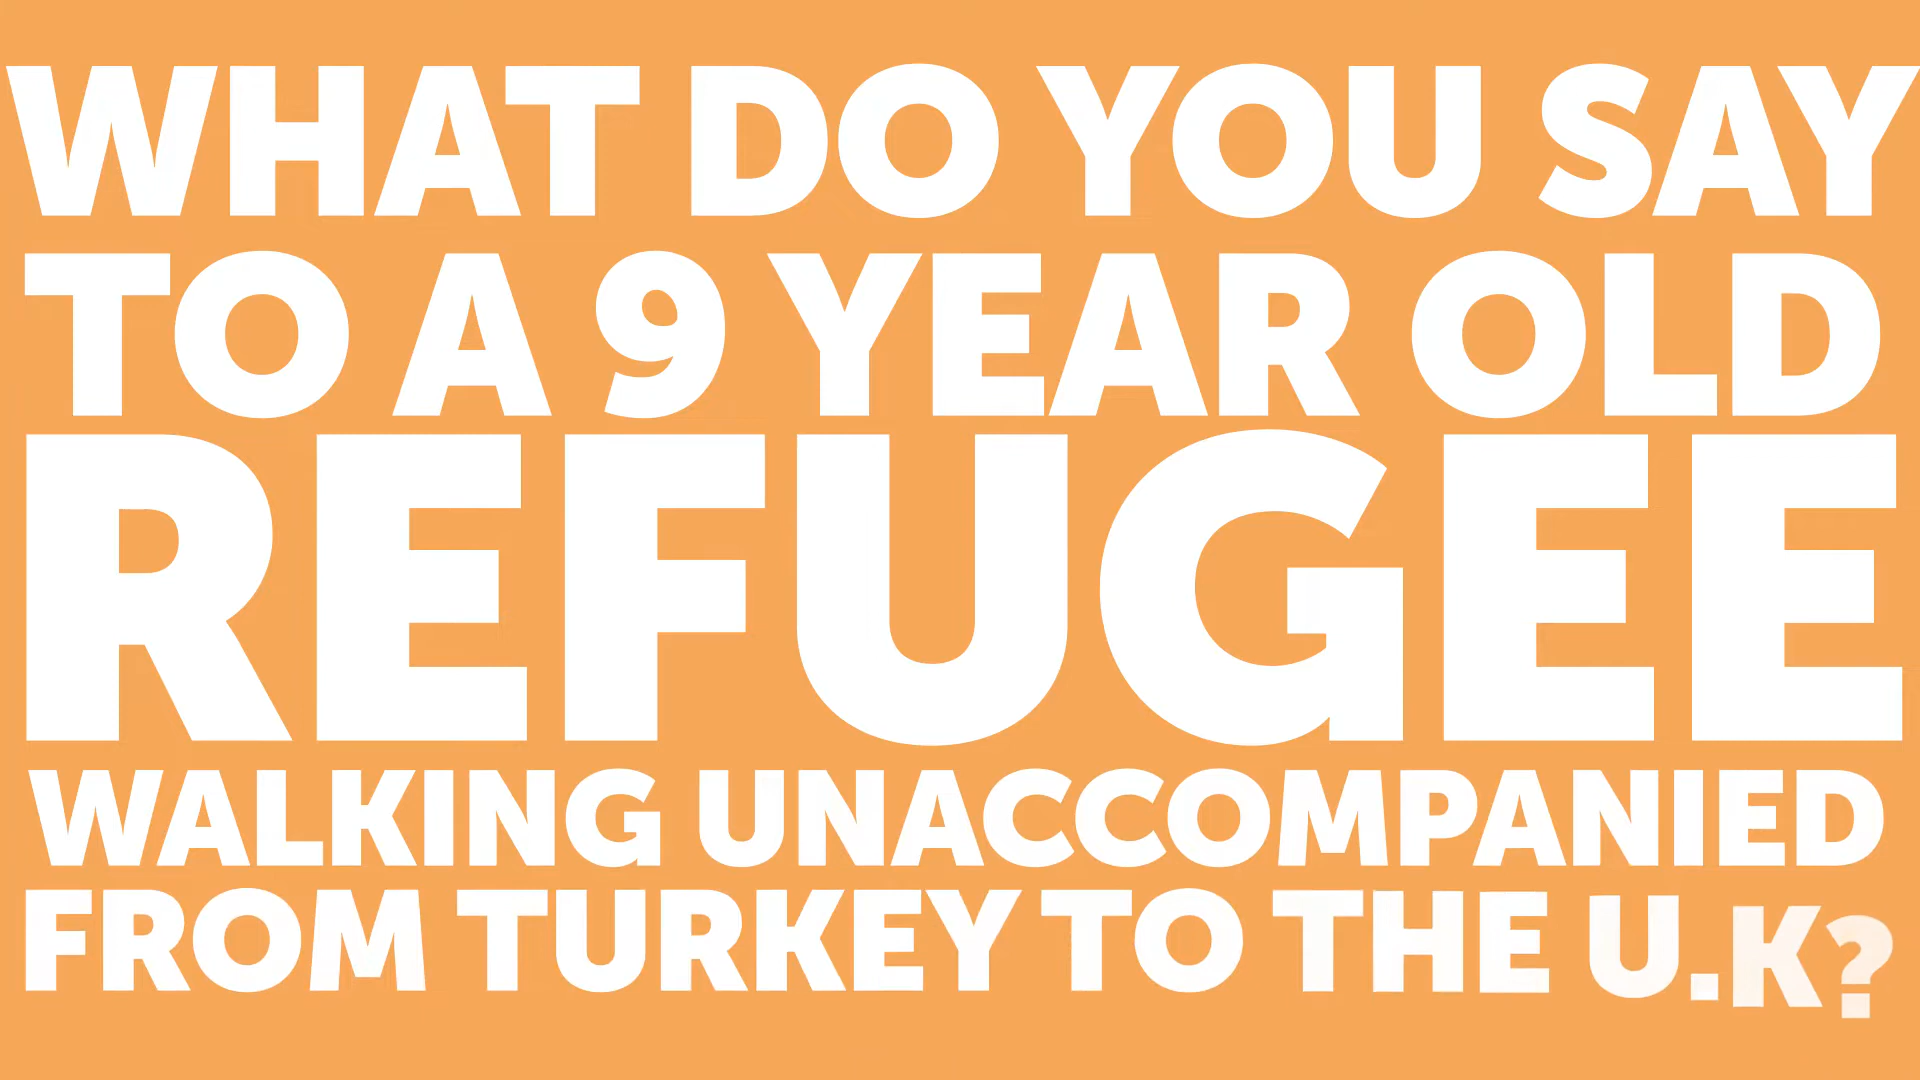 WHAT DO YOU SAY
TO A 9 YEAR OLD
REFUGEE
WALKING UNACCOMPANIED
FROM TURKEY TO THE U.K?